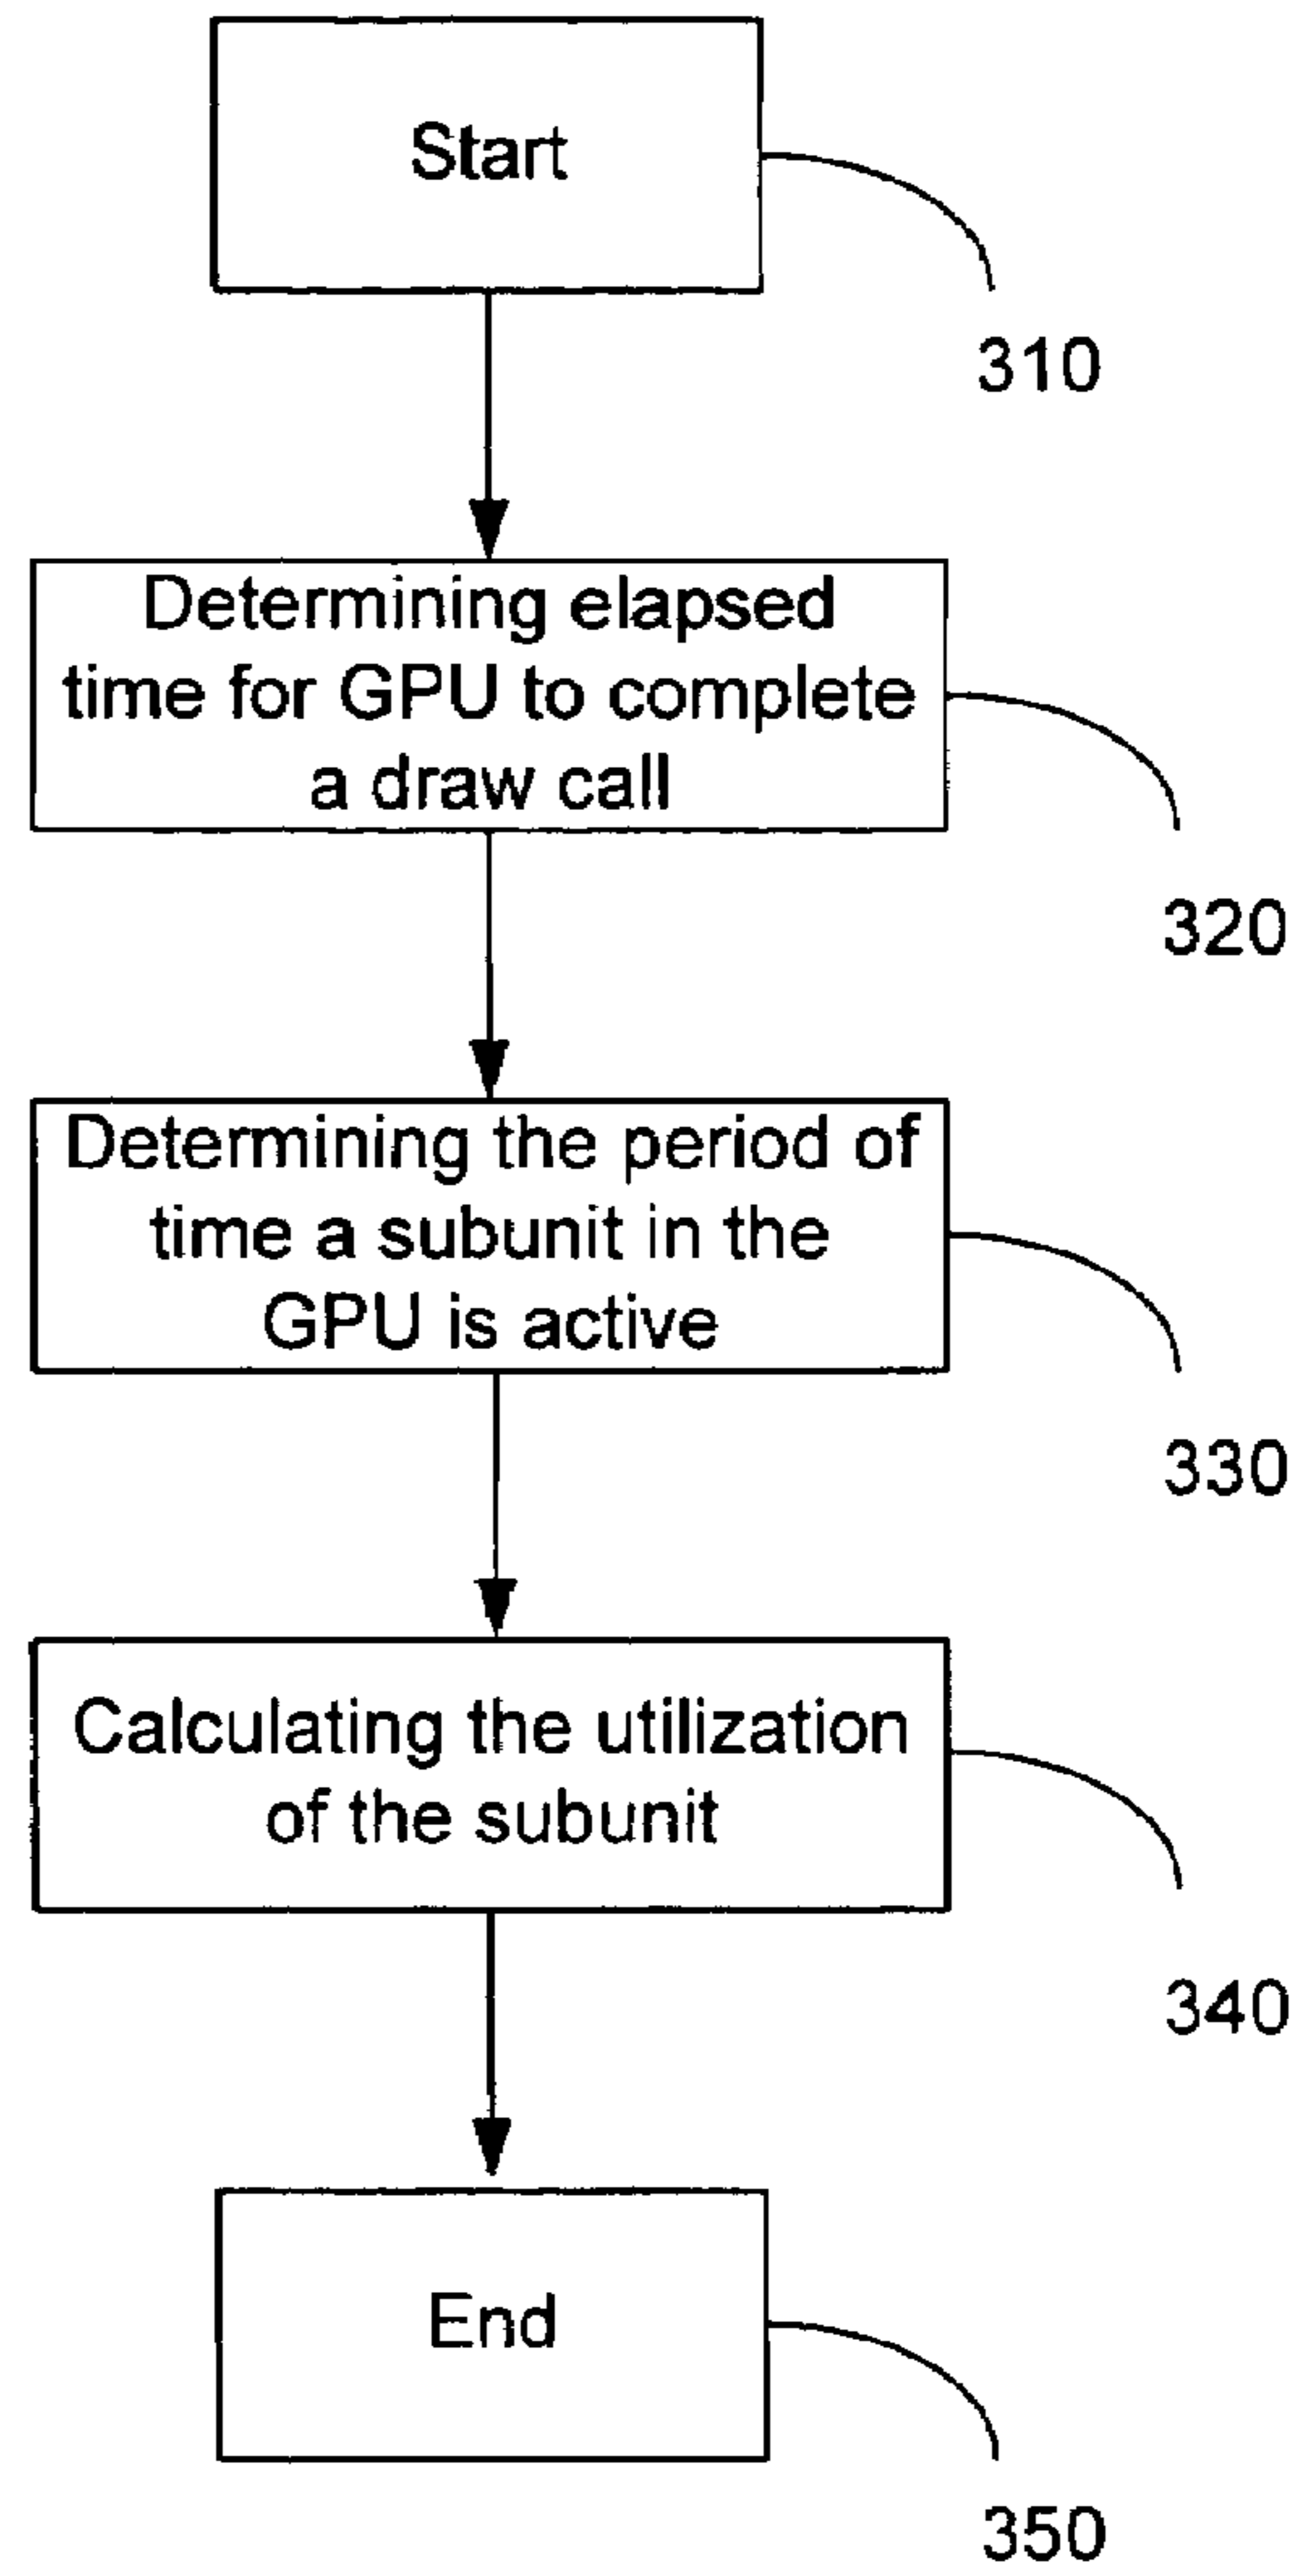 Start
310
Determining elapsed
time for GPU to complete
a draw call
320
Determining the period of
time a subunit in the
GPU is active
330
Calculating the utilization
of the subunit
340
End
350